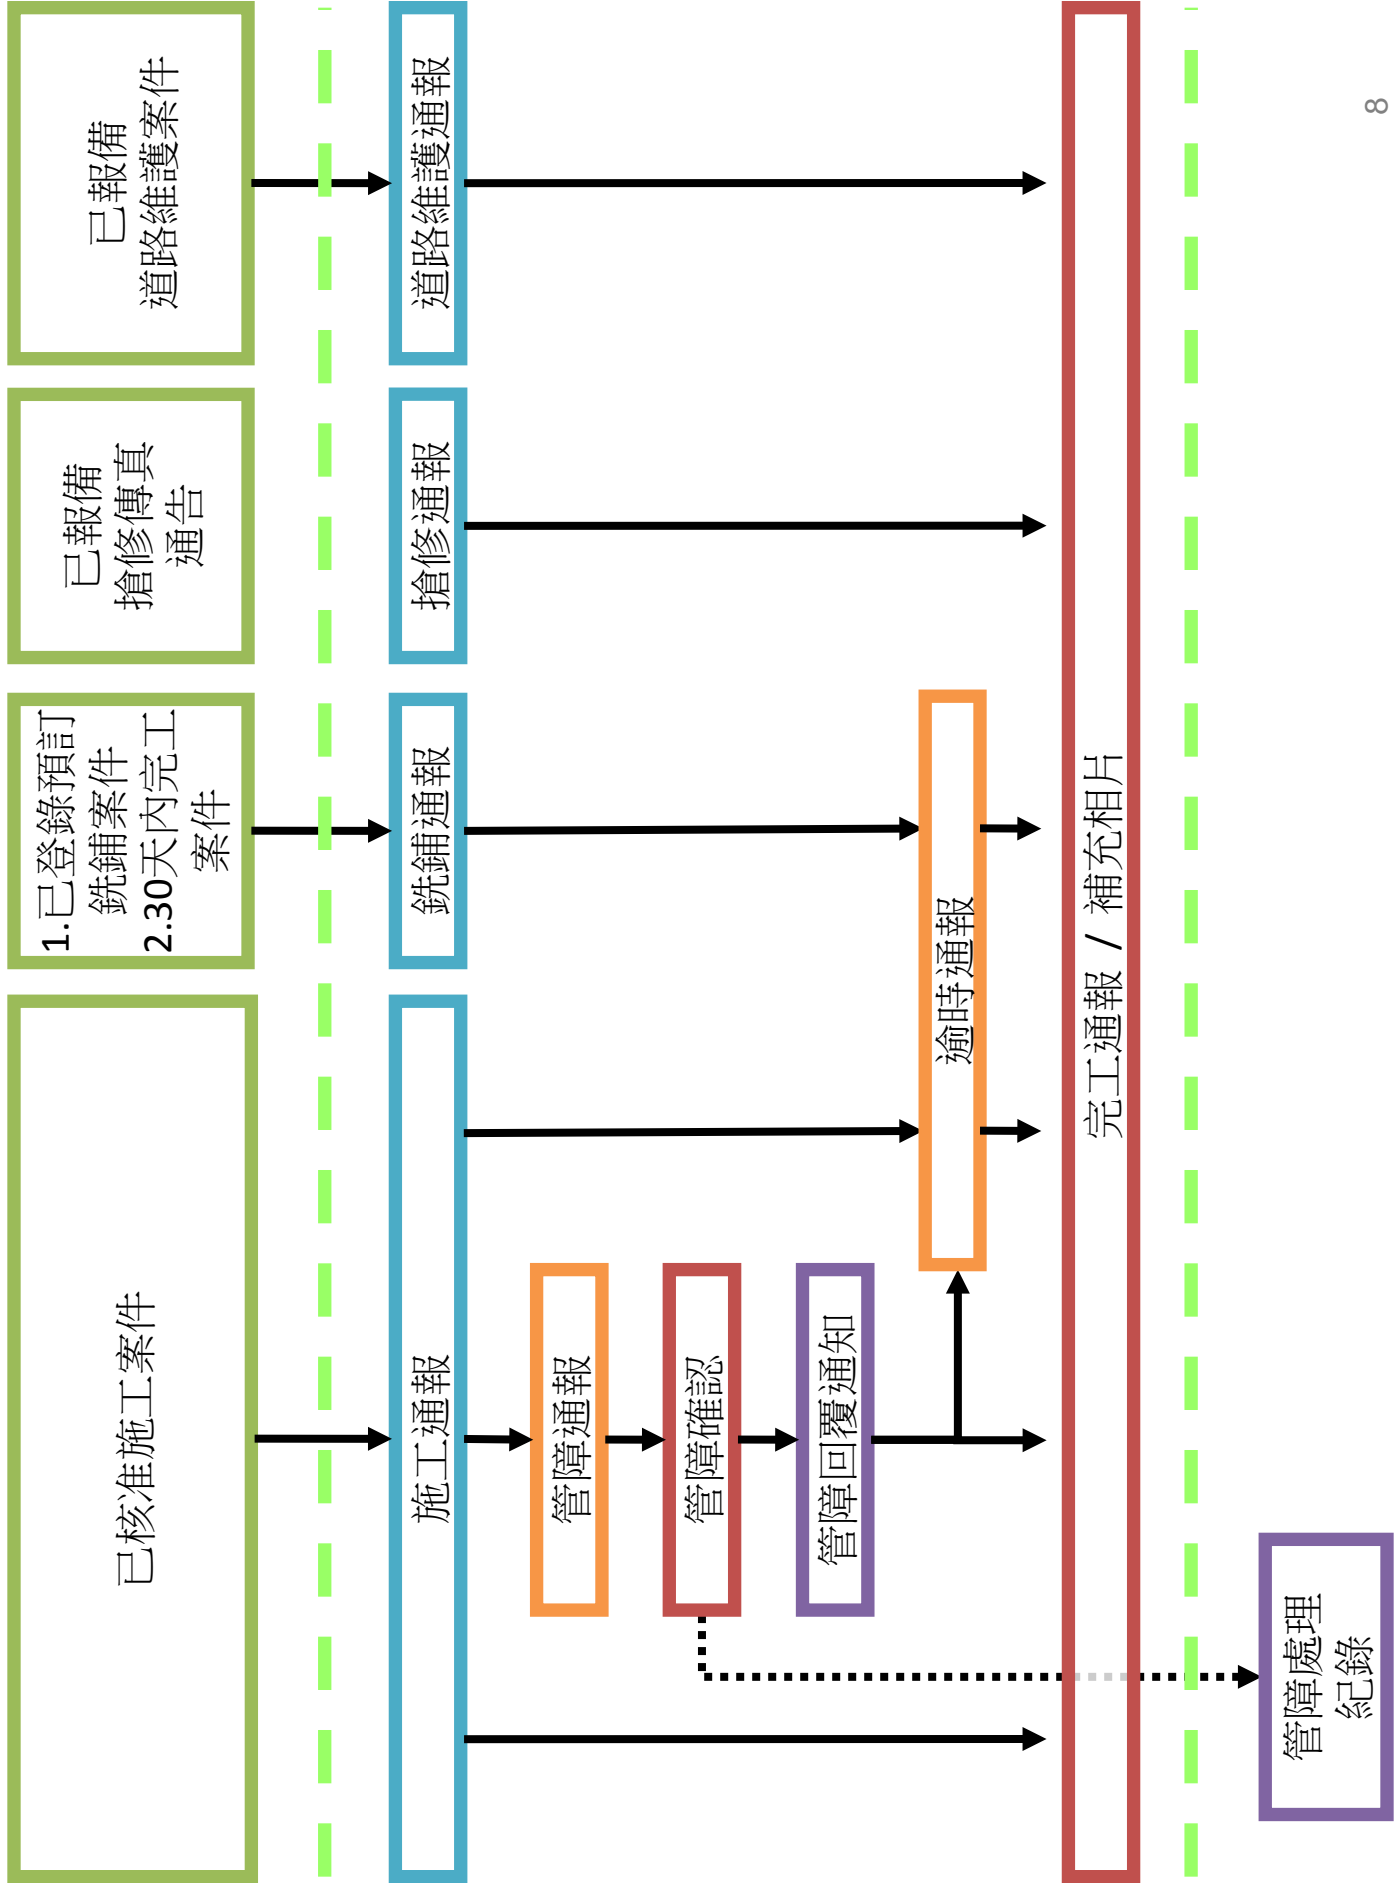 已核准施工案件
1.已登錄預訂
銑鋪案件
2.30天內完工
案件
已報備
搶修傳真
通告
已報備
道路維護案件
施工通報
銑鋪通報
搶修通報
道路維護通報
管障通報
管障確認
管障回覆通知
逾時通報
完工通報 / 補充相片
管障處理
紀錄
8